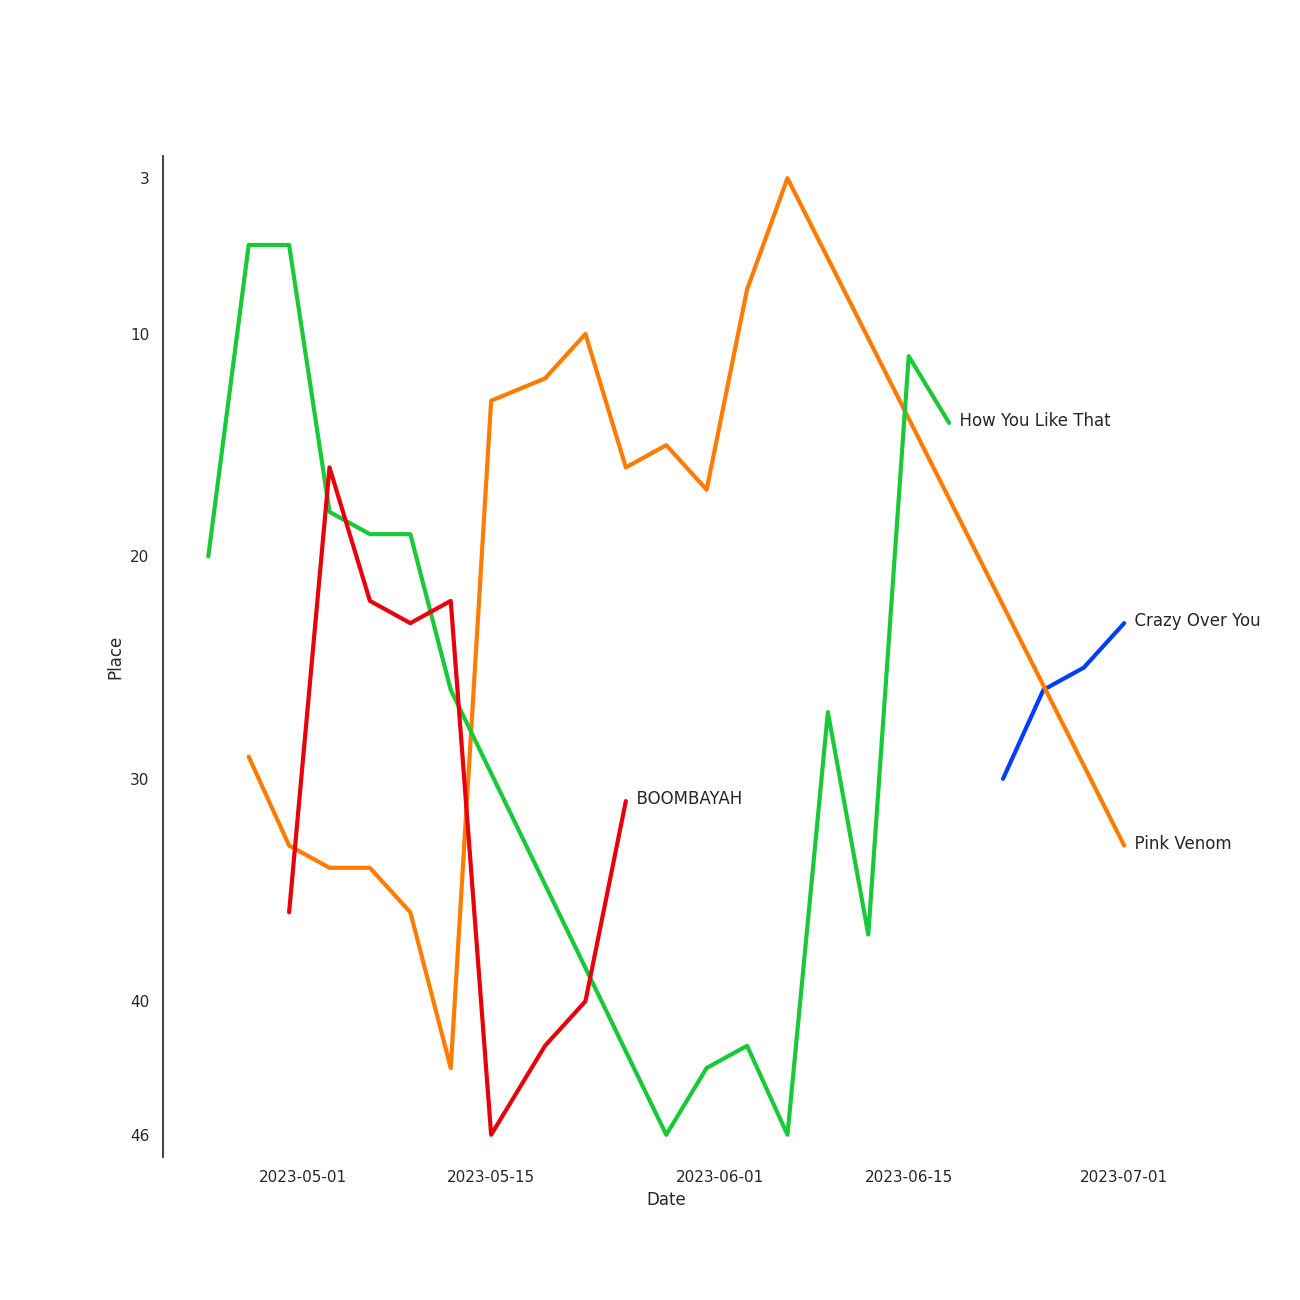 3
10
How You Like That
20
Crazy Over You
Place
30
BOOMBAYAH
Pink Venom
40
46
2023-05-01 2023-05-15 2023-06-01 2023-06-15 2023-07-01
Date